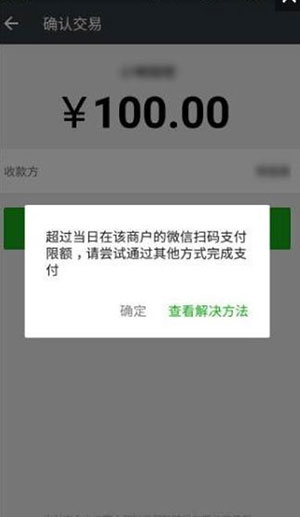 确认交易
￥100.00
收款方
超过当日在该商户的微信扫码支付
限额，请尝试通过其他方式完成支
付
确定 查看解决方法